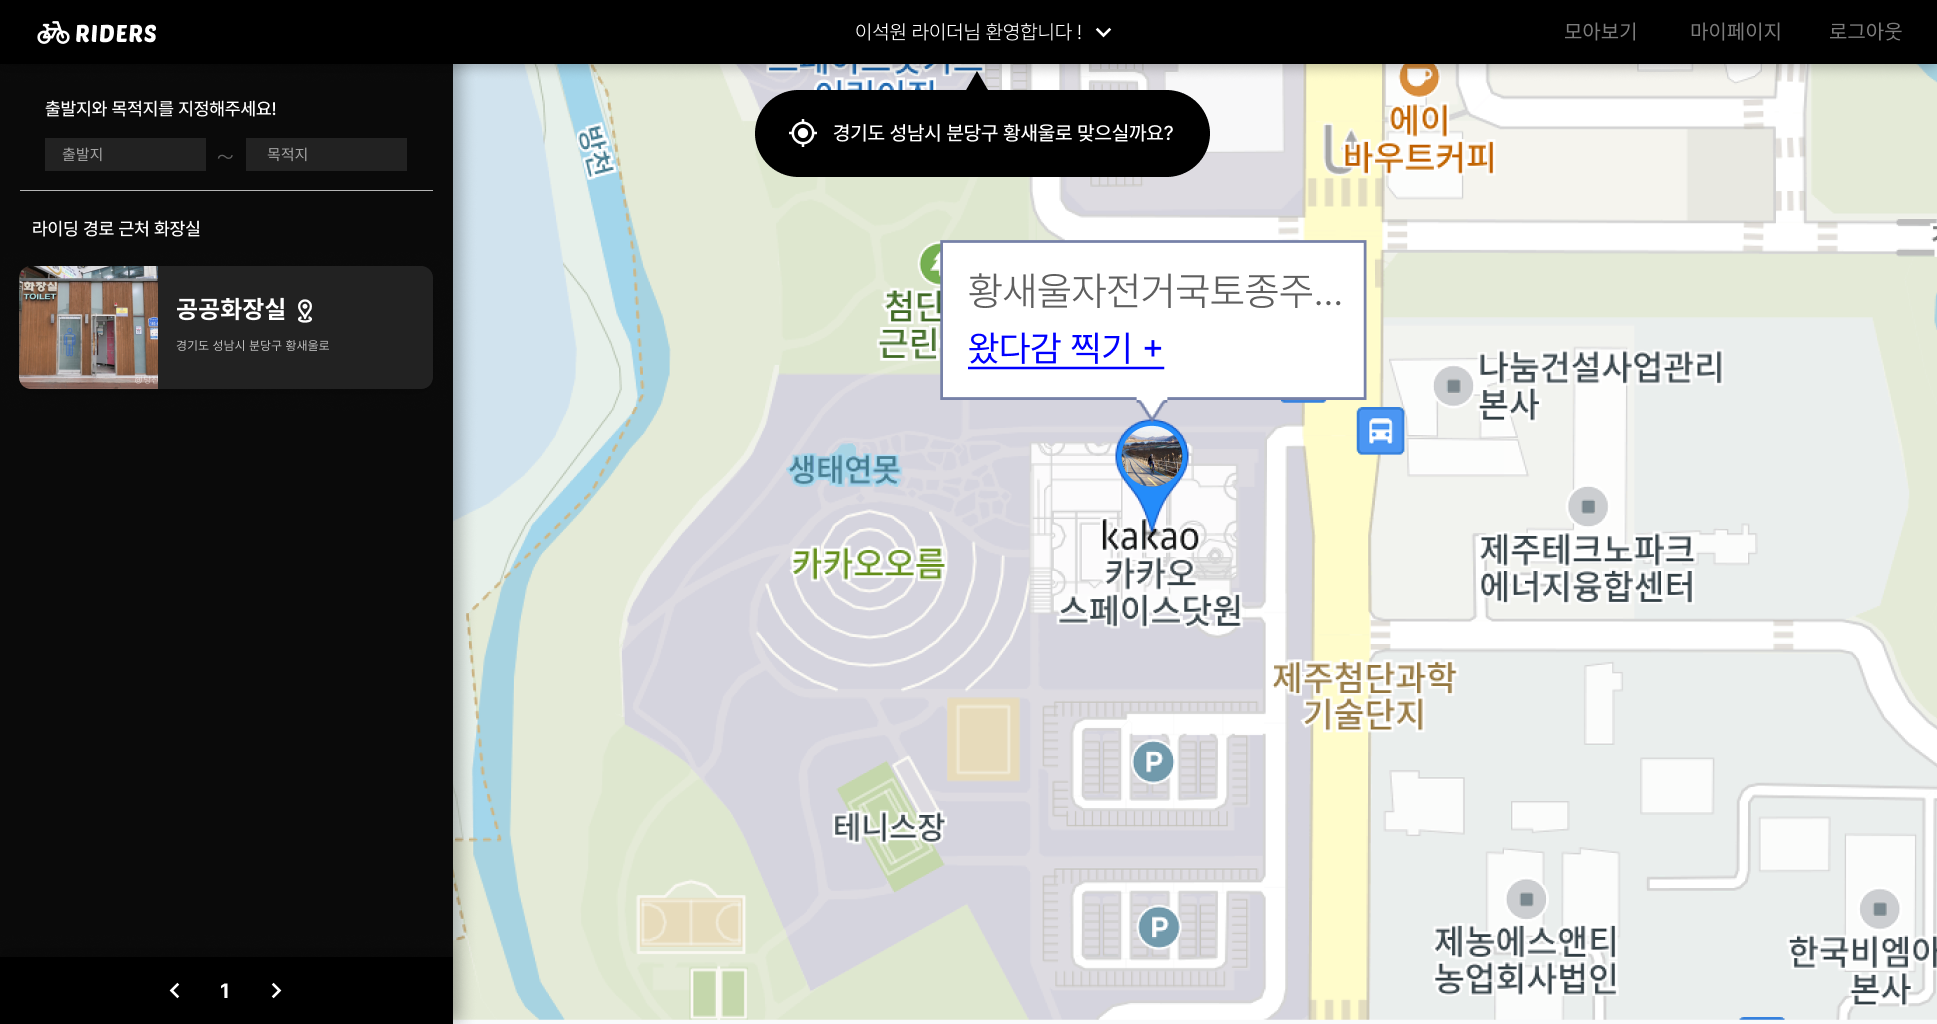 RIDERS
이석원 라이더님 환영합니다 !
모아보기
마이페이지
로그아웃
출발지와 목적지를 지정해주세요!
출발지
~
목적지
라이딩 경로 근처 화장실
화장실
TOILET
공공화장실
경기도 성남시 분당구 황새울로
1
경기도 성남시 분당구 황새울로 맞으실까요?
방천
에이
바우트커피
황새울자전거국토종주...
왔다감 찍기 +
첨단
근린
나눔건설사업관리
본사
생태연못
카카오오름
kakao
카카오
스페이스닷원
제주테크노파크
에너지융합센터
제주첨단과학
기술단지
P
테니스장
P
제농에스앤티
농업회사법인
한국비엠아
본사